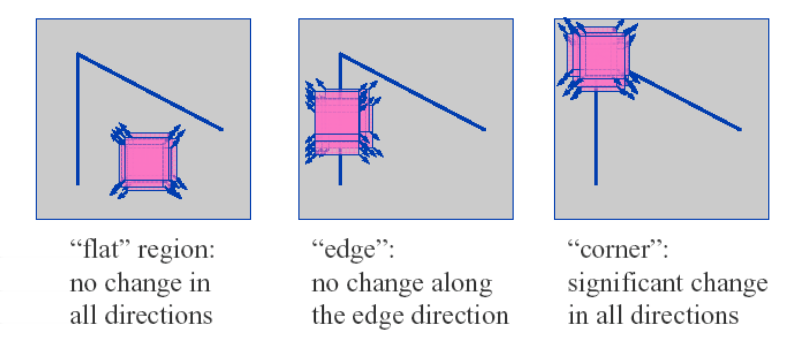 “flat” region:
no change in
all directions
“edge”:
no change along
the edge direction
“corner”:
significant change
in all directions